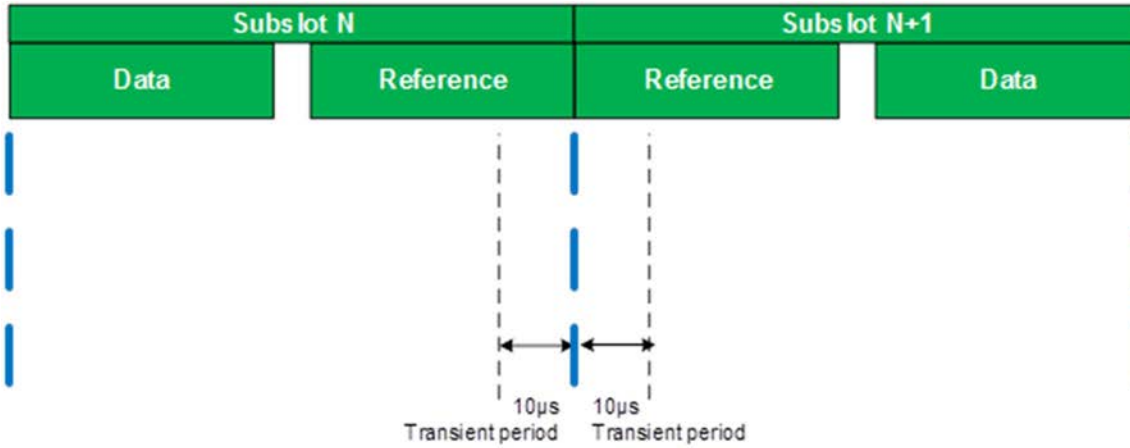 Subslot N Subslot N+1
Data Reference Reference Data
10µs 10µs
Transient period Transient period